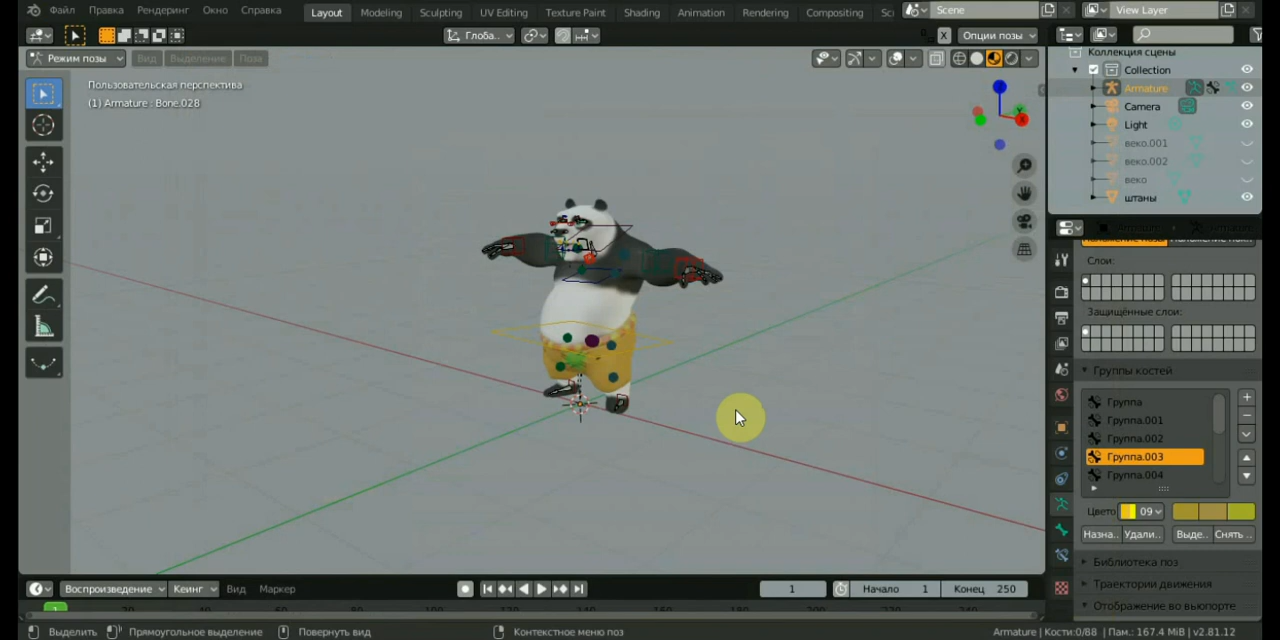 Файл Правка Рендеринг Окно Справка Layout Modeling Sculpting UV Editing Texture Paint Shading Animation Rendering Compositing Sc Scene View Layer
Глоба.. X Опции позы
Режим позы Вид Выделение Поза
Пользовательская перспектива
(1) Armature : Bone.028
Коллекция сцены
Collection
Armature
Camera
Light
веко.001
веко.002
веко
штаны
Слои:
Защищённые слои:
Группы костей
Группа
Группа.001
Группа.002
Группа.003
Группа.004
Цвето 09
Назна.. Удали.. Выде.. Снять ..
Библиотека поз
Траектории движения
Отображение во вьюпорте
Воспроизведение Кеинг Вид Маркер 1 Начало 1 Конец 250
1 20
Выделить Прямоугольное выделение Повернуть вид Контекстное меню поз Armature | Кости:0/88 | Пам.: 167.4 MiB | v2.81.12